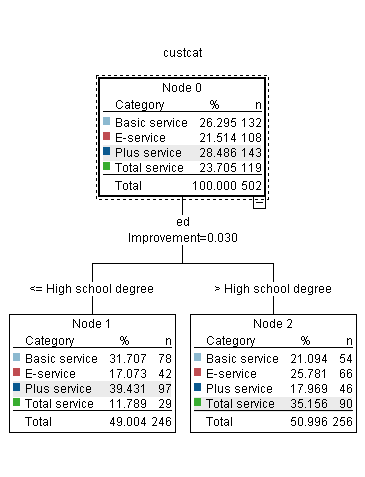 custcat
Node 0
Category % n
Basic service 26.295 132
E-service 21.514 108
Plus service 28.486 143
Total service 23.705 119
Total 100.000 502
ed
Improvement=0.030
<= High school degree
> High school degree
Node 1
Category % n
Basic service 31.707 78
E-service 17.073 42
Plus service 39.431 97
Total service 11.789 29
Total 49.004 246
Node 2
Category % n
Basic service 21.094 54
E-service 25.781 66
Plus service 17.969 46
Total service 35.156 90
Total 50.996 256